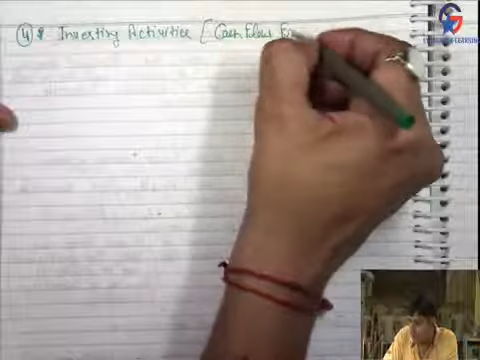 ④ Investing Activities [Cash Flow